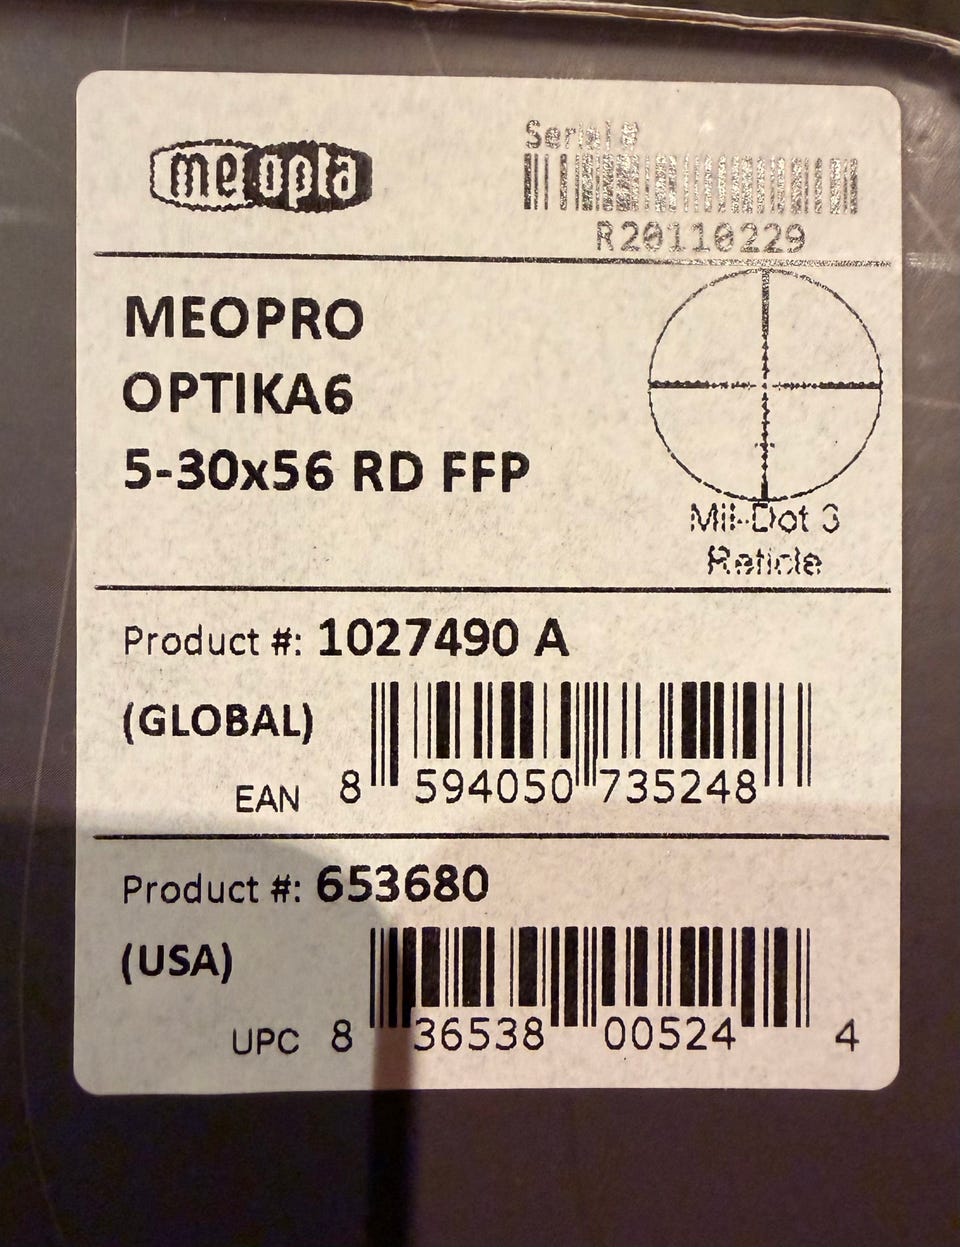 meopta
Serial #
R20110229
MEOPRO
OPTIKA6
5-30x56 RD FFP
Mil-Dot 3
Reticle
Product #: 1027490 A
(GLOBAL)
EAN 8 594050 735248
Product #: 653680
(USA)
UPC 8 36538 00524 4